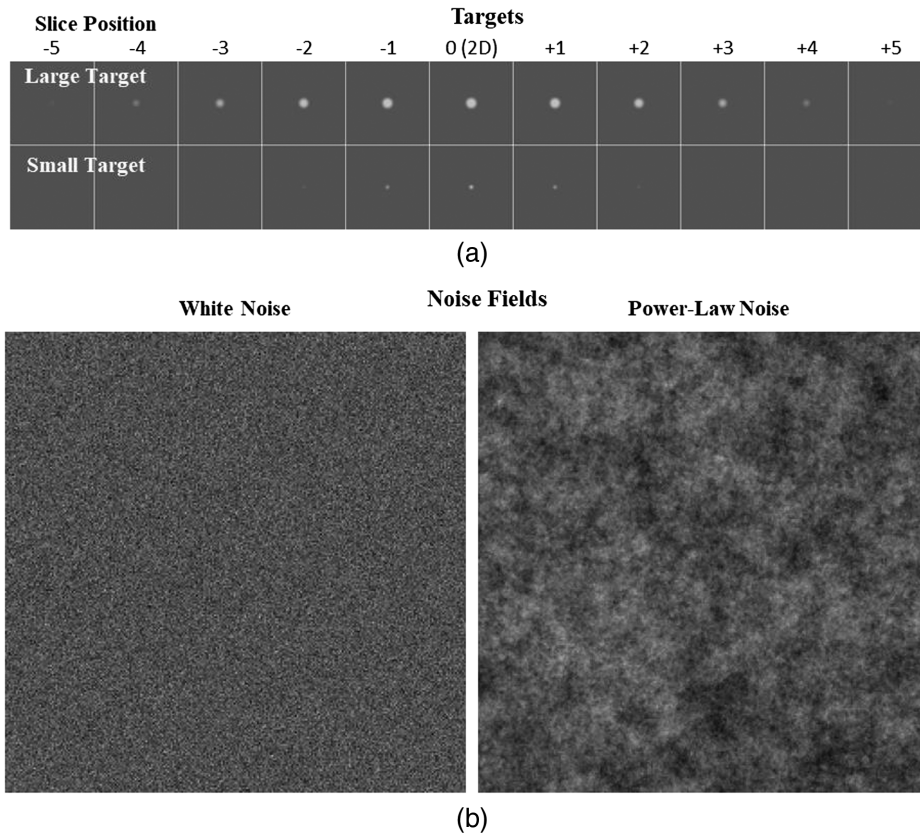 Targets
Slice Position
-5 -4 -3 -2 -1 0 (2D) +1 +2 +3 +4 +5
Large Target
Small Target
(a)
Noise Fields
White Noise Power-Law Noise
(b)